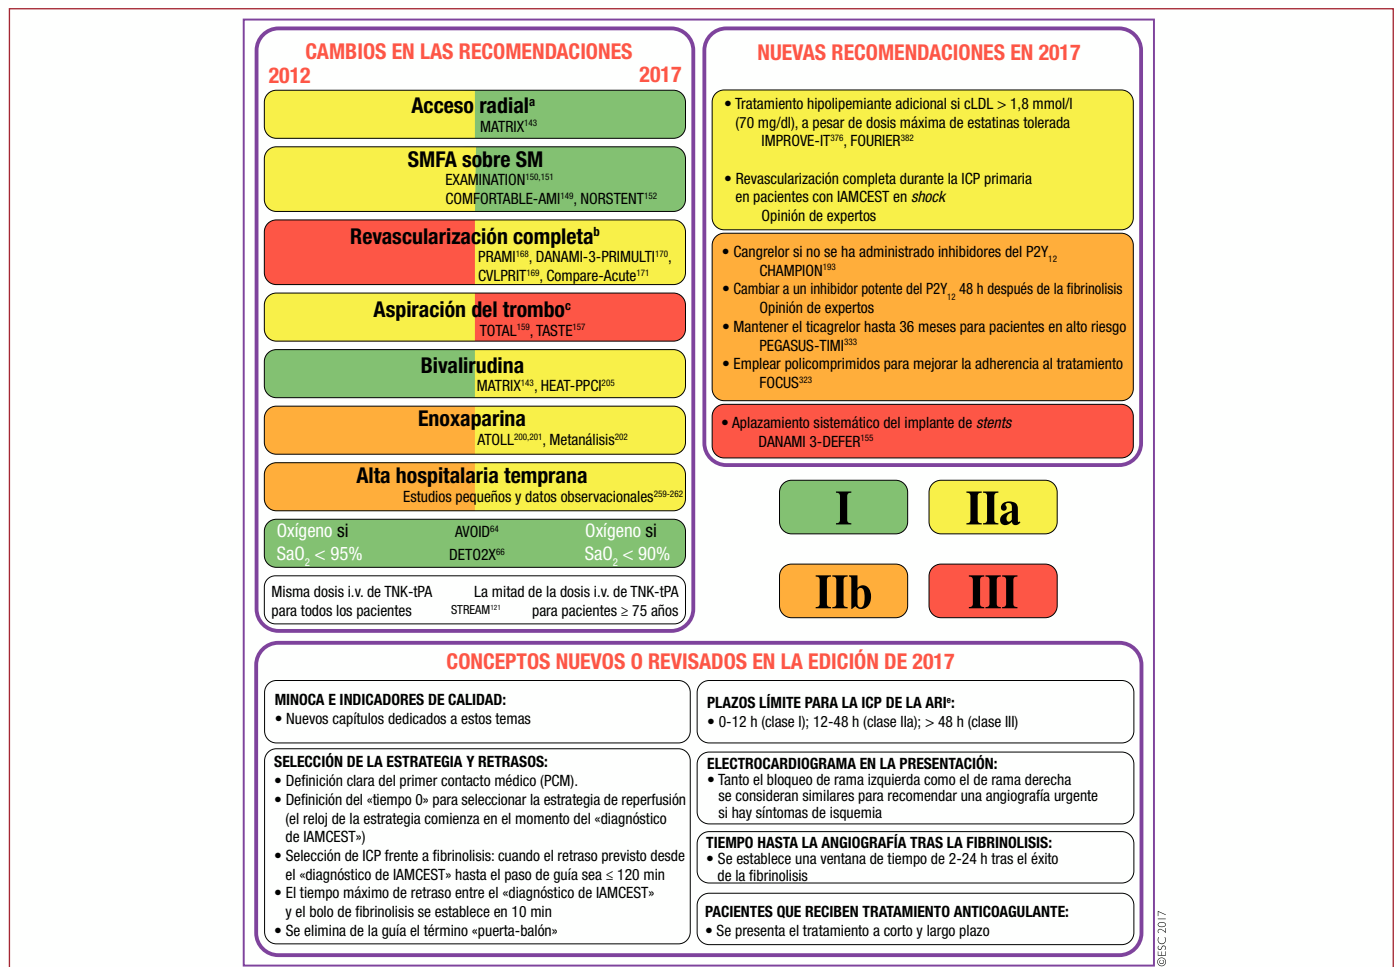 CAMBIOS EN LAS RECOMENDACIONES
2012 2017
Acceso radialᵃ
MATRIX¹⁴³
SMFA sobre SM
EXAMINATION¹⁵⁰,¹⁵¹
COMFORTABLE-AMI¹⁴⁹, NORSTENT¹⁵²
Revascularización completaᵇ
PRAMI¹⁶⁸, DANAMI-3-PRIMULTI¹⁷⁰,
CVLPRIT¹⁶⁹, Compare-Acute¹⁷¹
Aspiración del tromboᶜ
TOTAL¹⁵⁹, TASTE¹⁵⁷
Bivalirudina
MATRIX¹⁴³, HEAT-PPCI²⁰⁵
Enoxaparina
ATOLL²⁰⁰,²⁰¹, Metanálisis²⁰²
Alta hospitalaria temprana
Estudios pequeños y datos observacionales²⁵⁹⁻²⁶²
Oxígeno si AVOID⁶⁴ Oxígeno si
SaO₂ < 95% DETO2X⁶⁶ SaO₂ < 90%
Misma dosis i.v. de TNK-tPA La mitad de la dosis i.v. de TNK-tPA
para todos los pacientes STREAM¹²¹ para pacientes ≥ 75 años
NUEVAS RECOMENDACIONES EN 2017
• Tratamiento hipolipemiante adicional si cLDL > 1,8 mmol/l
(70 mg/dl), a pesar de dosis máxima de estatinas tolerada
IMPROVE-IT³⁷⁶, FOURIER³⁸²
• Revascularización completa durante la ICP primaria
en pacientes con IAMCEST en shock
Opinión de expertos
• Cangrelor si no se ha administrado inhibidores del P2Y₁₂
CHAMPION¹⁹³
• Cambiar a un inhibidor potente del P2Y₁₂ 48 h después de la fibrinolisis
Opinión de expertos
• Mantener el ticagrelor hasta 36 meses para pacientes en alto riesgo
PEGASUS-TIMI³³³
• Emplear policomprimidos para mejorar la adherencia al tratamiento
FOCUS³²³
• Aplazamiento sistemático del implante de stents
DANAMI 3-DEFER¹⁵⁵
I IIa
IIb III
CONCEPTOS NUEVOS O REVISADOS EN LA EDICIÓN DE 2017
MINOCA E INDICADORES DE CALIDAD:
• Nuevos capítulos dedicados a estos temas
SELECCIÓN DE LA ESTRATEGIA Y RETRASOS:
• Definición clara del primer contacto médico (PCM).
• Definición del «tiempo 0» para seleccionar la estrategia de reperfusión
(el reloj de la estrategia comienza en el momento del «diagnóstico
de IAMCEST»)
• Selección de ICP frente a fibrinolisis: cuando el retraso previsto desde
el «diagnóstico de IAMCEST» hasta el paso de guía sea ≤ 120 min
• El tiempo máximo de retraso entre el «diagnóstico de IAMCEST»
y el bolo de fibrinolisis se establece en 10 min
• Se elimina de la guía el término «puerta-balón»
PLAZOS LÍMITE PARA LA ICP DE LA ARIᵉ:
• 0-12 h (clase I); 12-48 h (clase IIa); > 48 h (clase III)
ELECTROCARDIOGRAMA EN LA PRESENTACIÓN:
• Tanto el bloqueo de rama izquierda como el de rama derecha
se consideran similares para recomendar una angiografía urgente
si hay síntomas de isquemia
TIEMPO HASTA LA ANGIOGRAFÍA TRAS LA FIBRINOLISIS:
• Se establece una ventana de tiempo de 2-24 h tras el éxito
de la fibrinolisis
PACIENTES QUE RECIBEN TRATAMIENTO ANTICOAGULANTE:
• Se presenta el tratamiento a corto y largo plazo
©ESC 2017